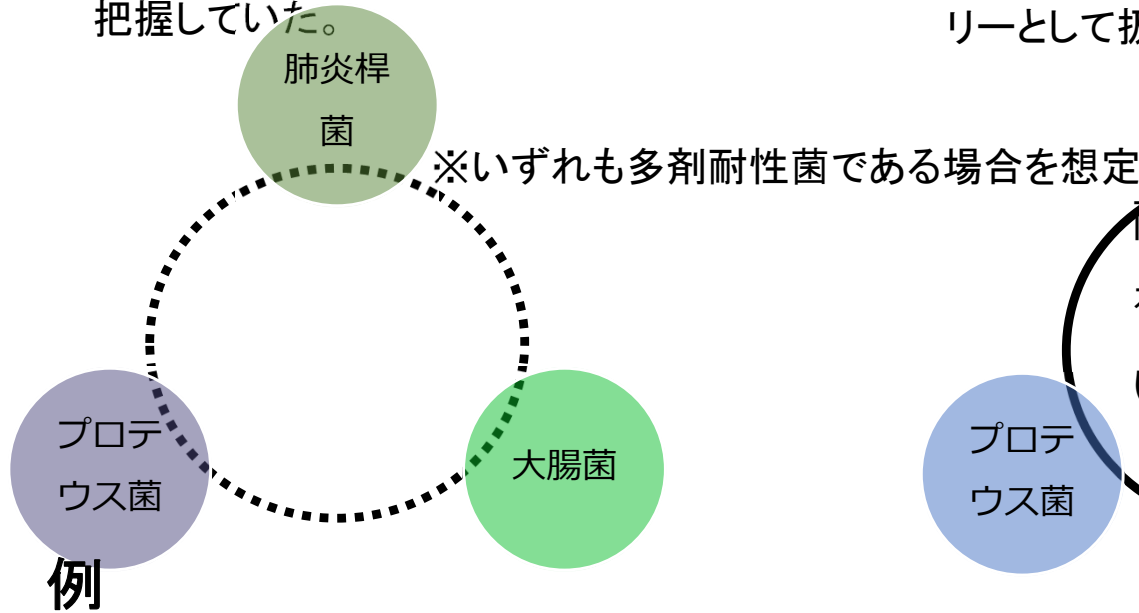 把握していた。
リーとして扱
肺炎桿
菌
※いずれも多剤耐性菌である場合を想定
プロテ
ウス菌
大腸菌
プロテ
ウス菌
例